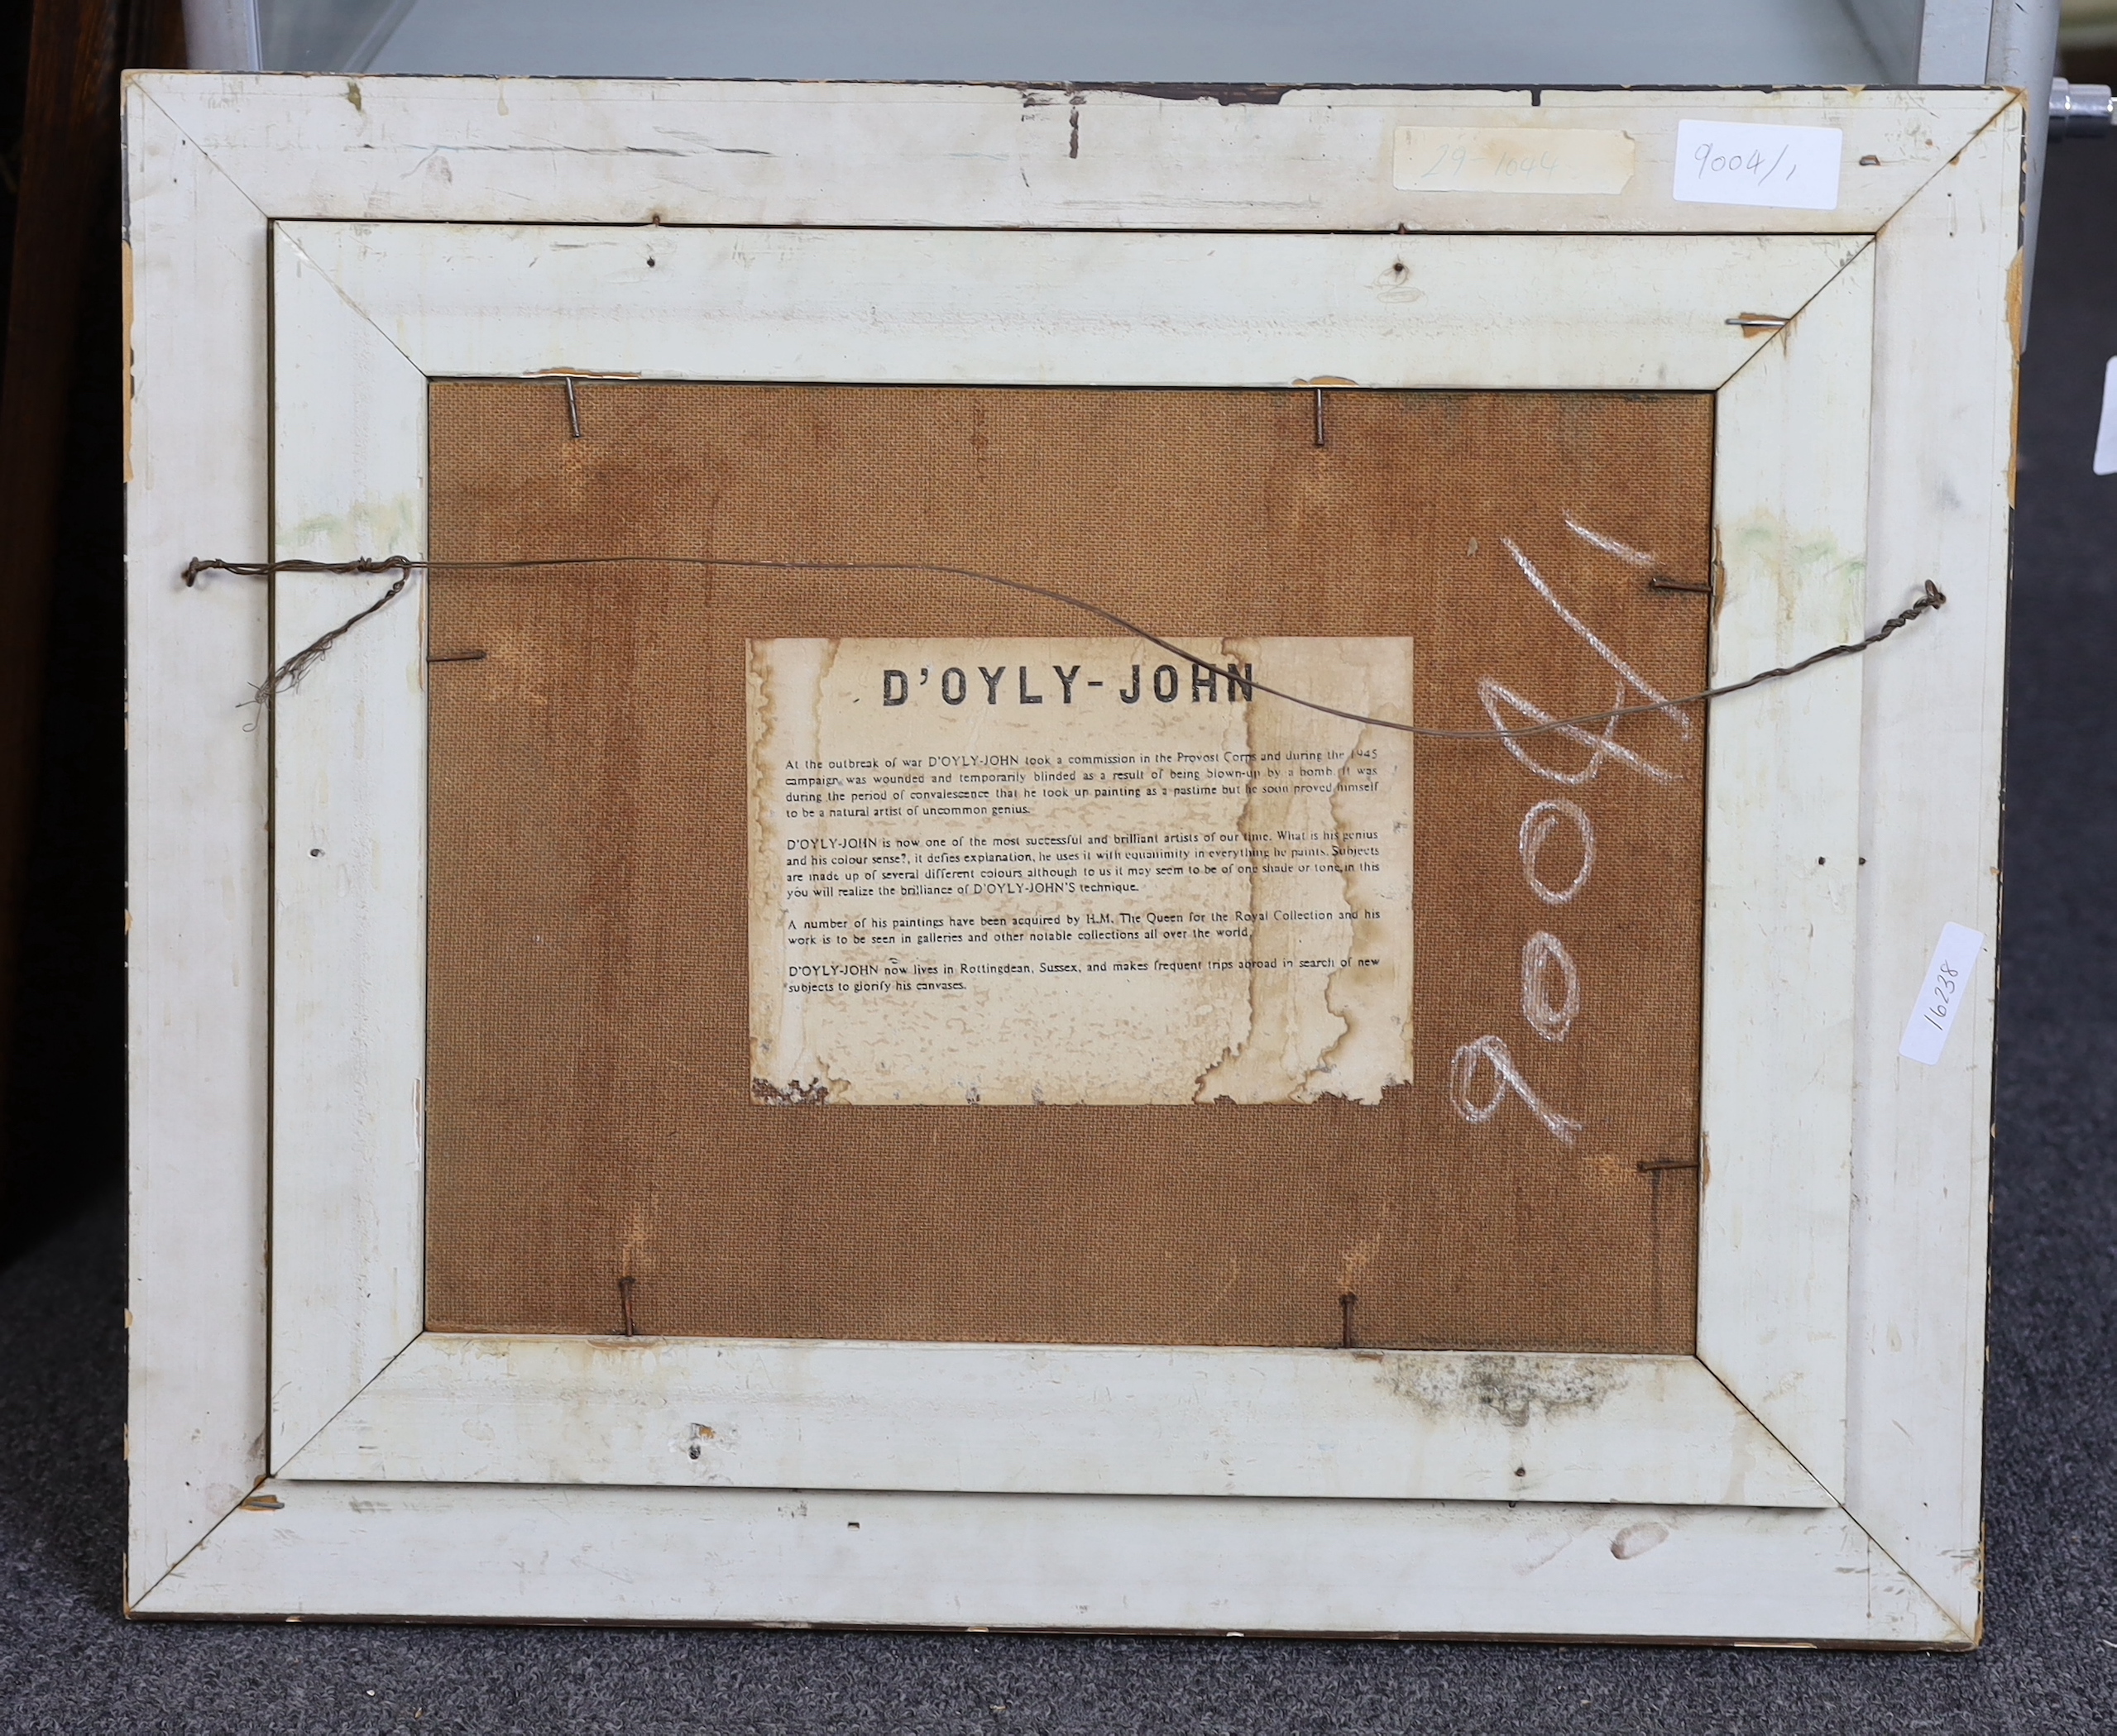 29-1044
9004/1
D'OYLY-JOHN
At the outbreak of war D'OYLY-JOHN took a commission in the Provost Corps and during the 1945
campaign was wounded and temporarily blinded as a result of being blown-up by a bomb. It was
during the period of convalescence that he took up painting as a pastime but he soon proved himself
to be a natural artist of uncommon genius.
D'OYLY-JOHN is now one of the most successful and brilliant artists of our time. What is his genius
and his colour sense?, it defies explanation, he uses it with equanimity in everything he paints. Subjects
are made up of several different colours although to us it may seem to be of one shade or tone, in this
you will realize the brilliance of D'OYLY-JOHN'S technique.
A number of his paintings have been acquired by H.M. The Queen for the Royal Collection and his
work is to be seen in galleries and other notable collections all over the world.
D'OYLY-JOHN now lives in Rottingdean, Sussex, and makes frequent trips abroad in search of new
subjects to glorify his canvases.
9004/1
16238